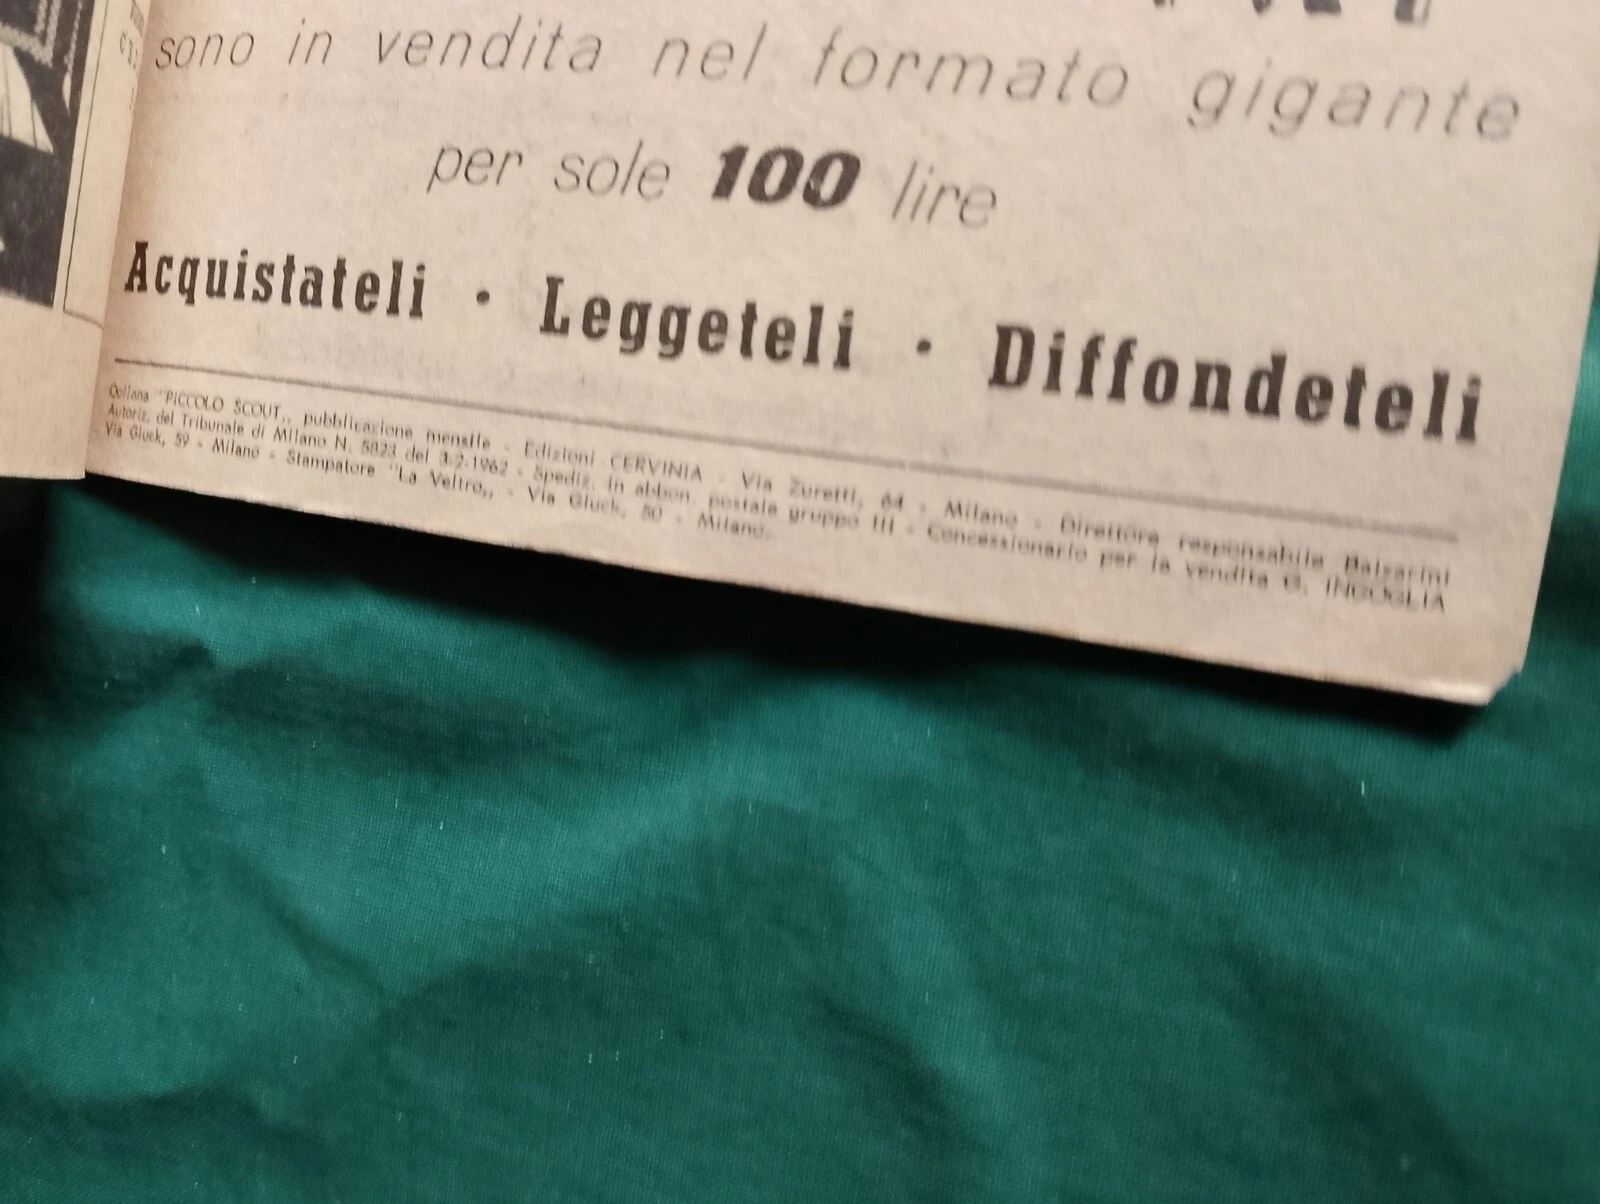 sono in vendita nel formato gigante
per sole 100 lire
Acquistateli · Leggeteli · Diffondeteli
Collana "PICCOLO SCOUT„ pubblicazione mensile - Edizioni CERVINIA - Via Zuretti, 64 - Milano - Direttore responsabile Balzarini
Autoriz. del Tribunale di Milano N. 5823 del 3-2-1962 - Spediz. in abbon. postale gruppo III - Concessionario per la vendita G. INGOGLIA
Via Gluck, 59 - Milano - Stampatore "La Veltro„ - Via Gluck, 50 - Milano.